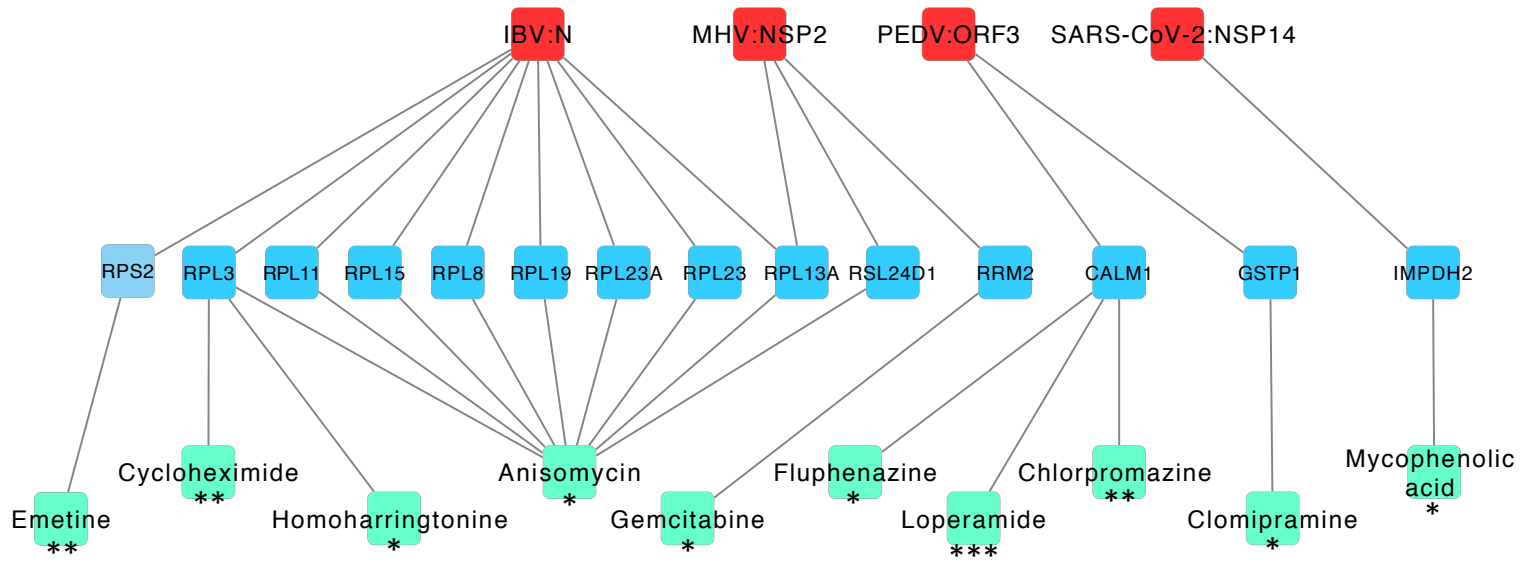 IBV:N
MHV:NSP2
PEDV:ORF3
SARS-CoV-2:NSP14
RPS2
RPL3
RPL11
RPL15
RPL8
RPL19
RPL23A
RPL23
RPL13A
RSL24D1
RRM2
CALM1
GSTP1
IMPDH2
Cycloheximide
**
Anisomycin
*
Fluphenazine
*
Chlorpromazine
**
Mycophenolic
acid
*
Emetine
**
Homoharringtonine
*
Gemcitabine
*
Loperamide
***
Clomipramine
*